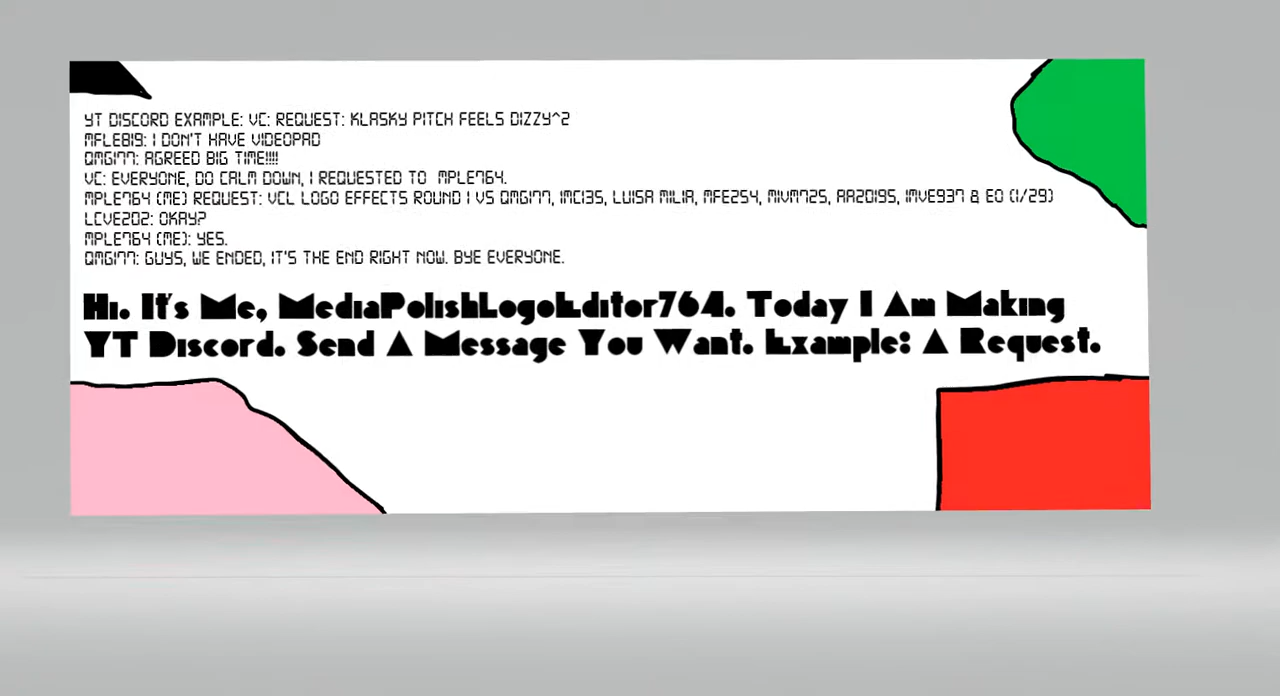 YT DISCORD EXAMPLE: VC: REQUEST: KLASKY PITCH FEELS DIZZY^2
MFLE819: I DON'T HAVE VIDEOPAD
QMG177: AGREED BIG TIME!!!!
VC: EVERYONE, DO CALM DOWN, I REQUESTED TO MPLE764.
MPLE764 (ME) REQUEST: VCL LOGO EFFECTS ROUND 1 VS QMG177, IMC135, LUISA MILIA, MFE254, MIVM725, AA20195, IMVE937 & EO (1/29)
LCVE202: OKAY?
MPLE764 (ME): YES.
QMG177: GUYS, WE ENDED, IT'S THE END RIGHT NOW. BYE EVERYONE.
Hi. It's Me, MediaPolishLogoEditor764. Today I Am Making
YT Discord. Send A Message You Want. Example: A Request.